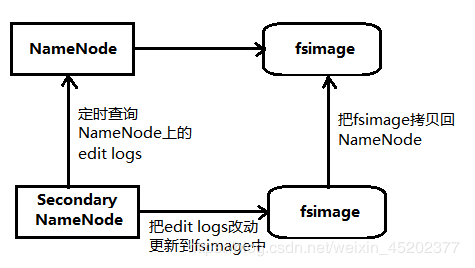 NameNode
fsimage
定时查询
NameNode上的
edit logs
把fsimage拷贝回
NameNode
Secondary
NameNode
fsimage
把edit logs改动
更新到fsimage中
csdn.net/weixin_45202377